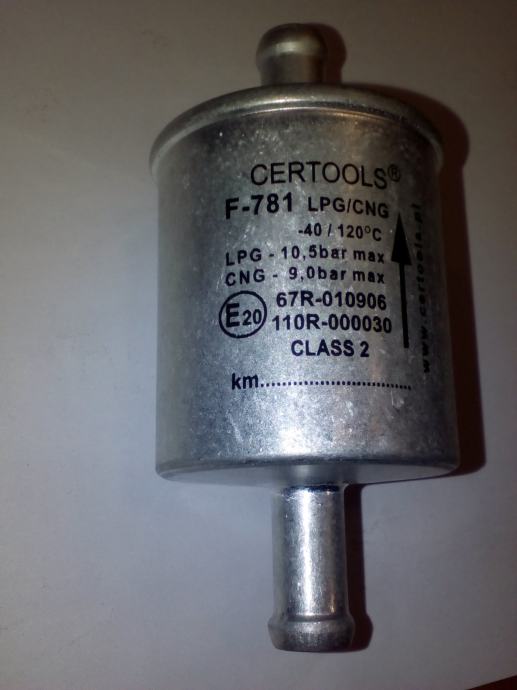 CERTOOLS®
F-781 LPG/CNG
-40 / 120°C
LPG - 10,5bar max
CNG - 9,0bar max
E20
67R-010906
110R-000030
CLASS 2
km..............................
www.certools.pl